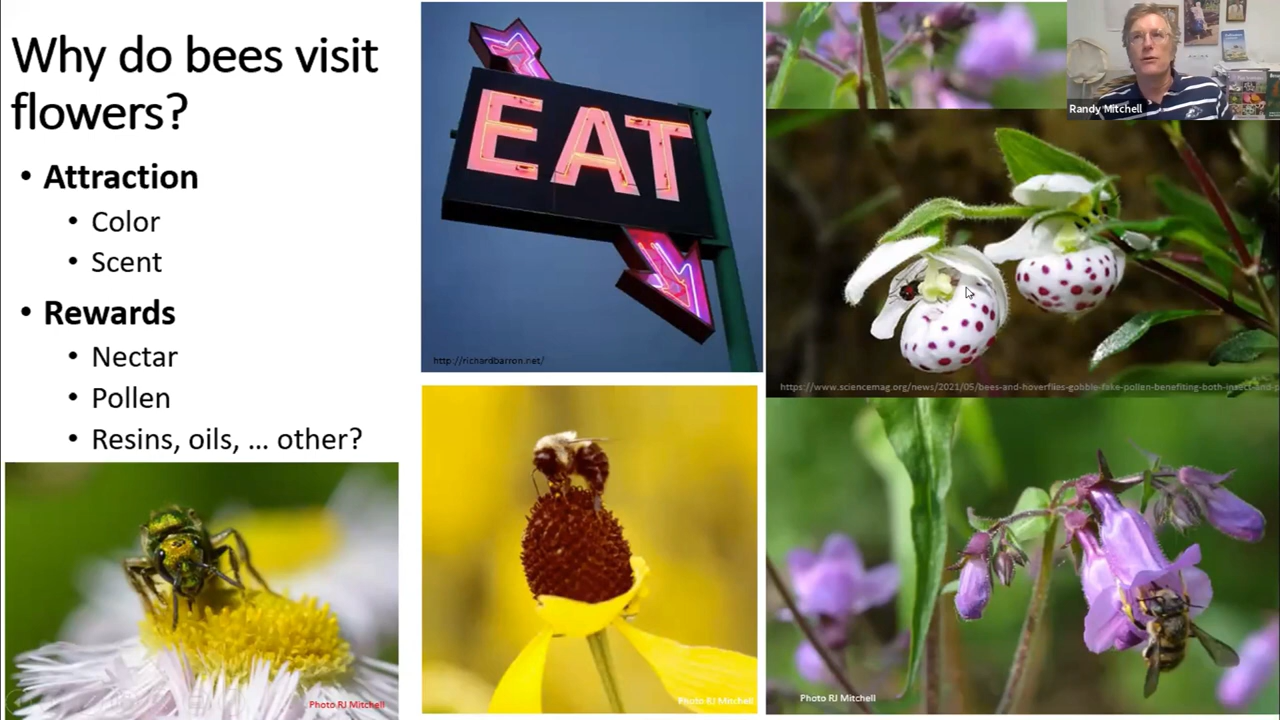 Why do bees visit
flowers?
• Attraction
• Color
• Scent
• Rewards
• Nectar
• Pollen
• Resins, oils, … other?
EAT
http://richardbarron.net/
Randy Mitchell
https://www.sciencemag.org/news/2021/05/bees-and-hoverflies-gobble-fake-pollen-benefiting-both-insect-and-p
Photo RJ Mitchell
Photo RJ Mitchell
Photo RJ Mitchell